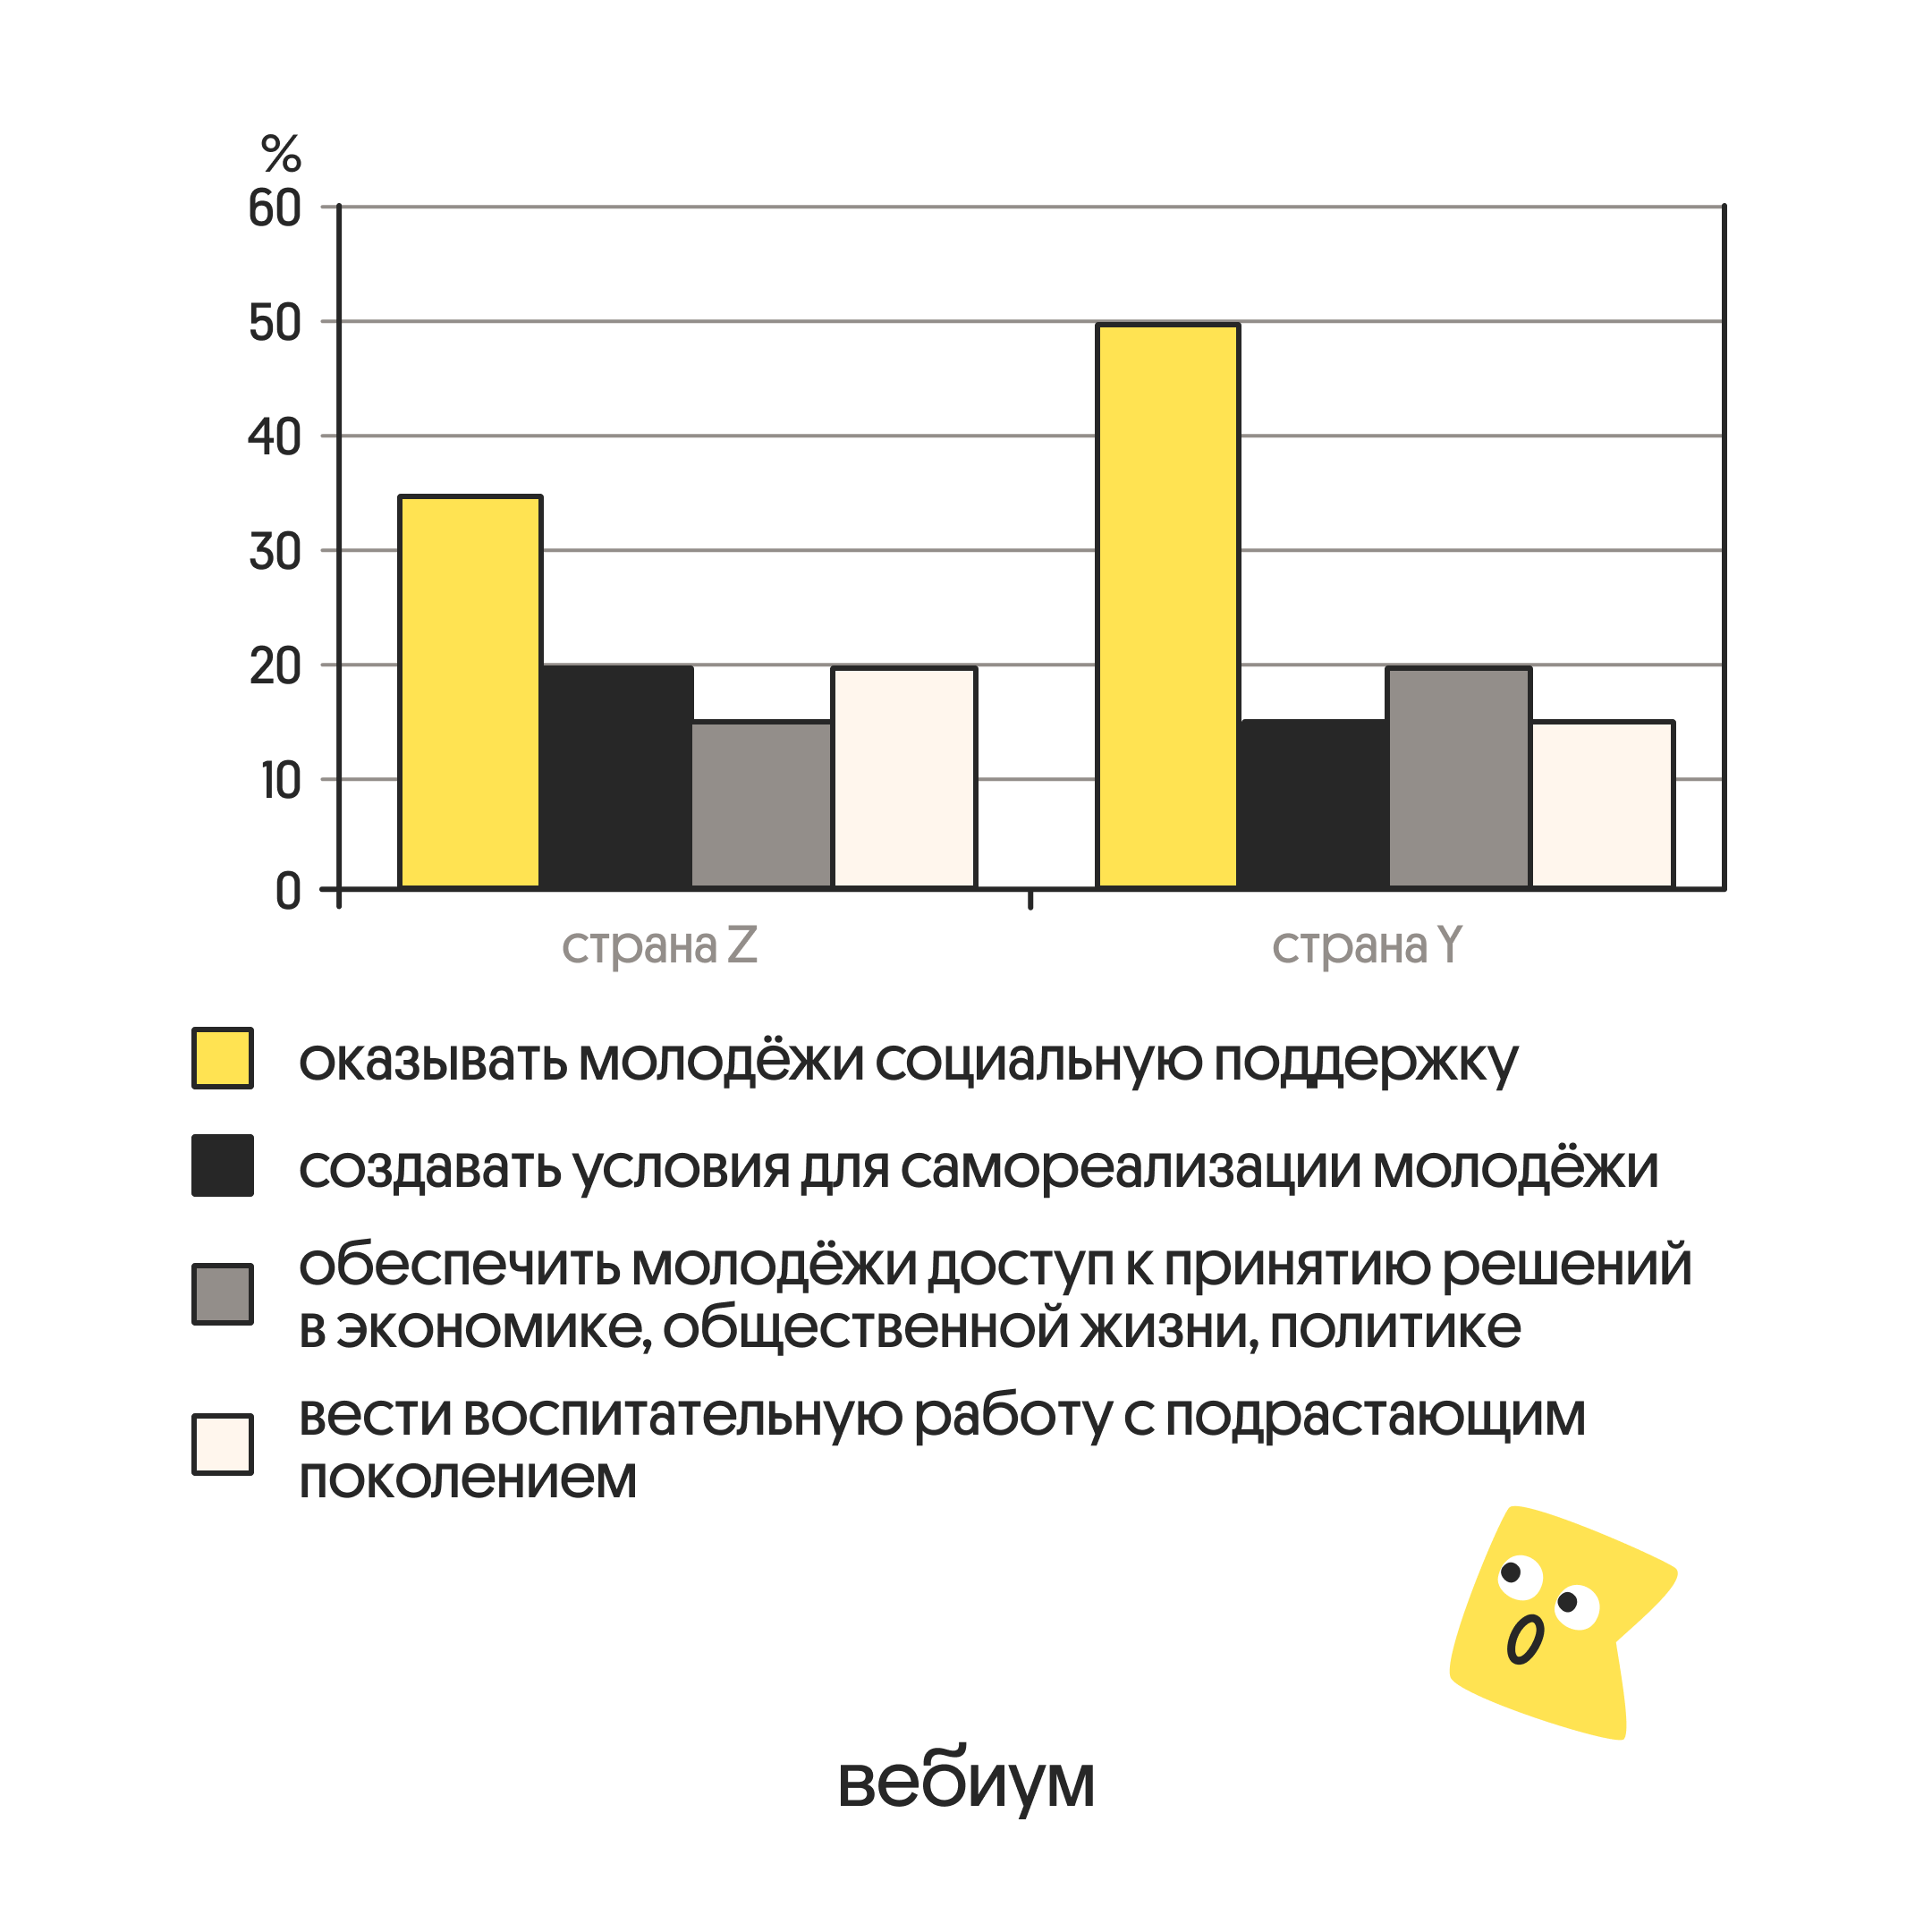 %
60
50
40
30
20
10
0
страна Z
страна Y
оказывать молодёжи социальную поддержку
создавать условия для самореализации молодёжи
обеспечить молодёжи доступ к принятию решений
в экономике, общественной жизни, политике
вести воспитательную работу с подрастающим
поколением
вебиум